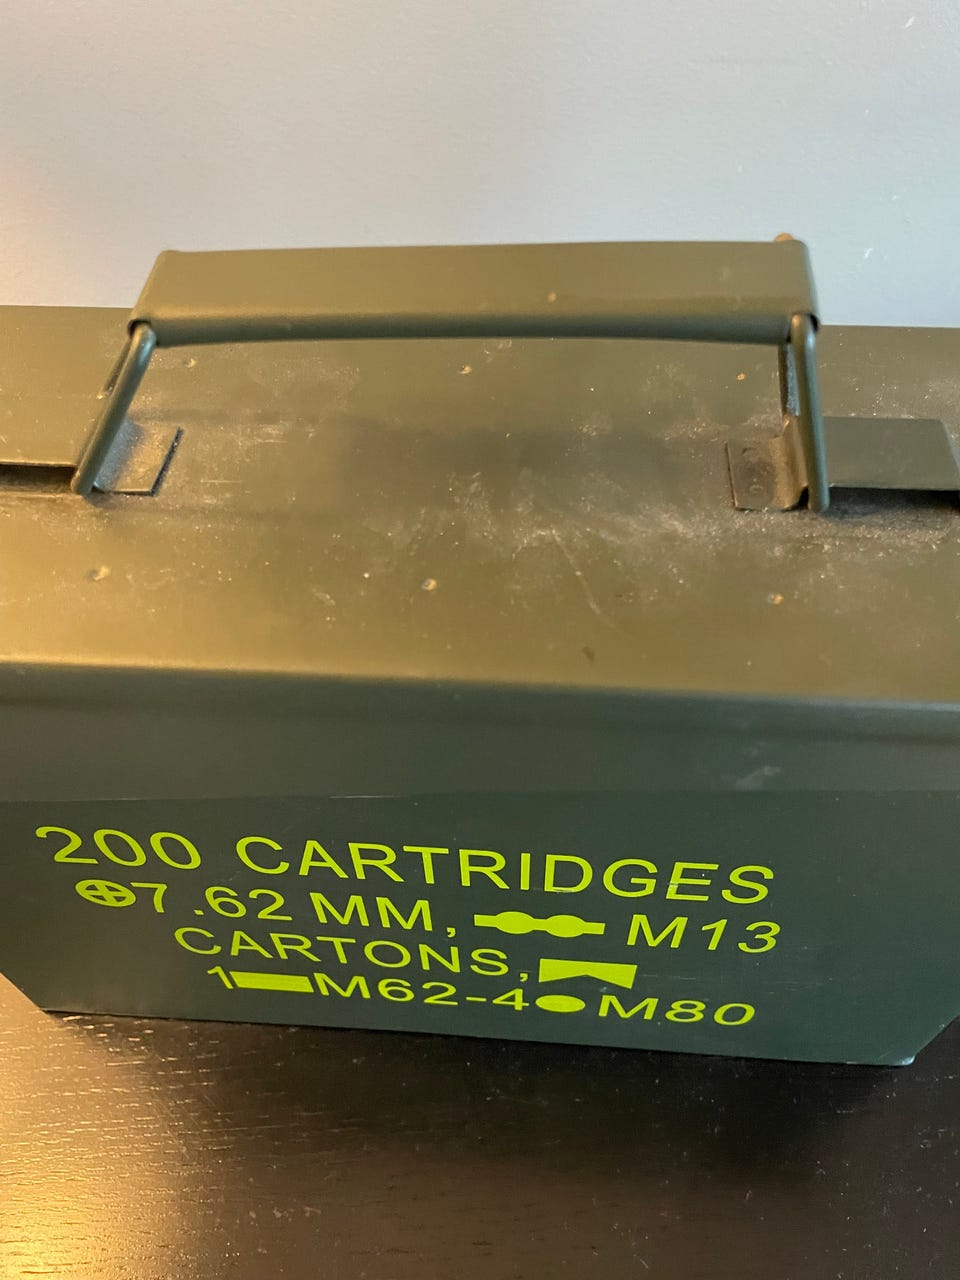 200 CARTRIDGES
⊕7.62 MM, M13
CARTONS,
1 M62-4 M80